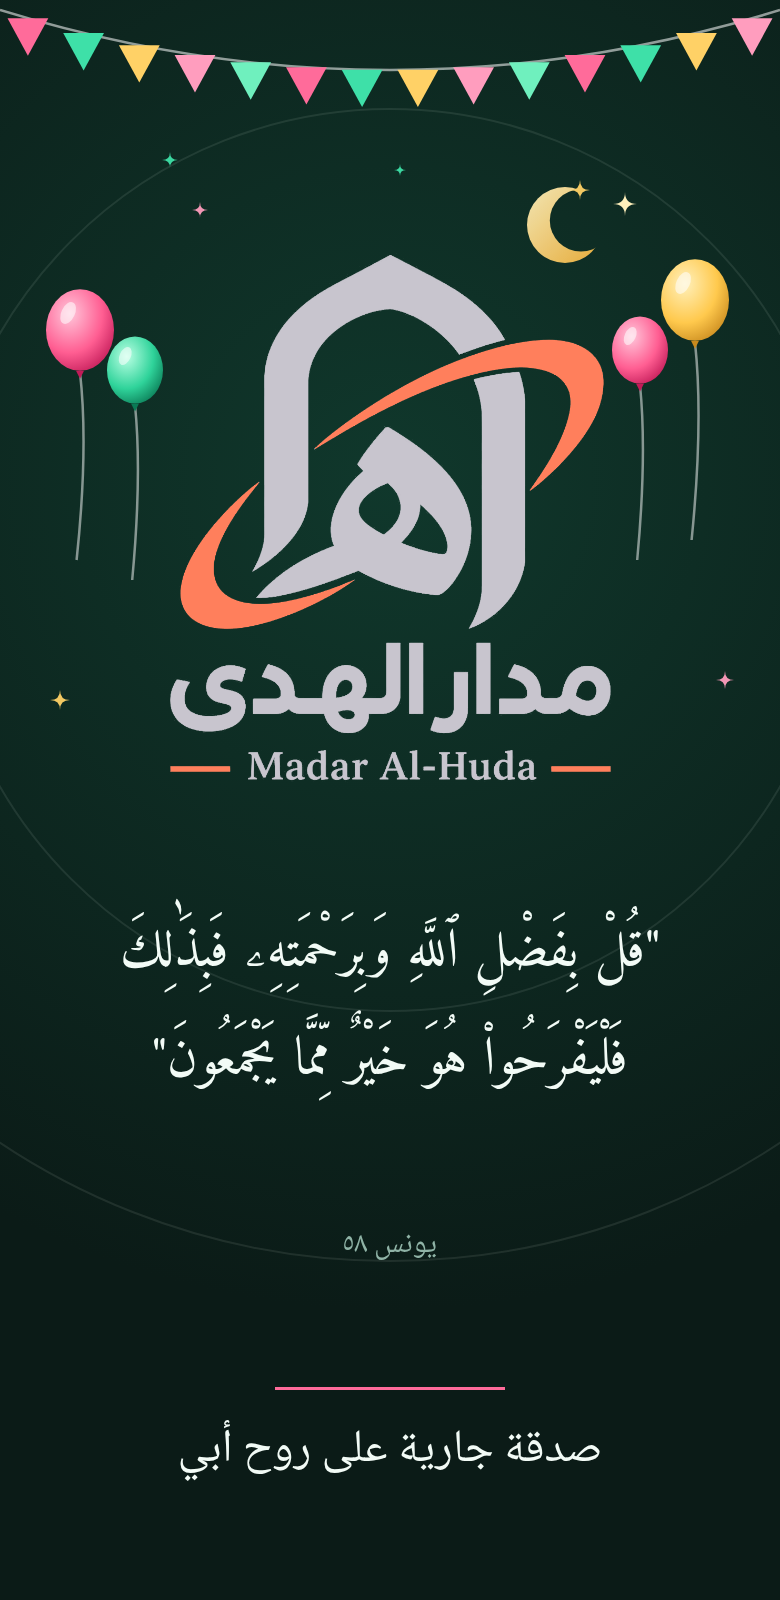 مدار الهدى
Madar Al-Huda
"قُلْ بِفَضْلِ ٱللَّهِ وَبِرَحْمَتِهِۦ فَبِذَٰلِكَ
فَلْيَفْرَحُوا۟ هُوَ خَيْرٌ مِّمَّا يَجْمَعُونَ"
يونس ٥٨
صدقة جارية على روح أبي